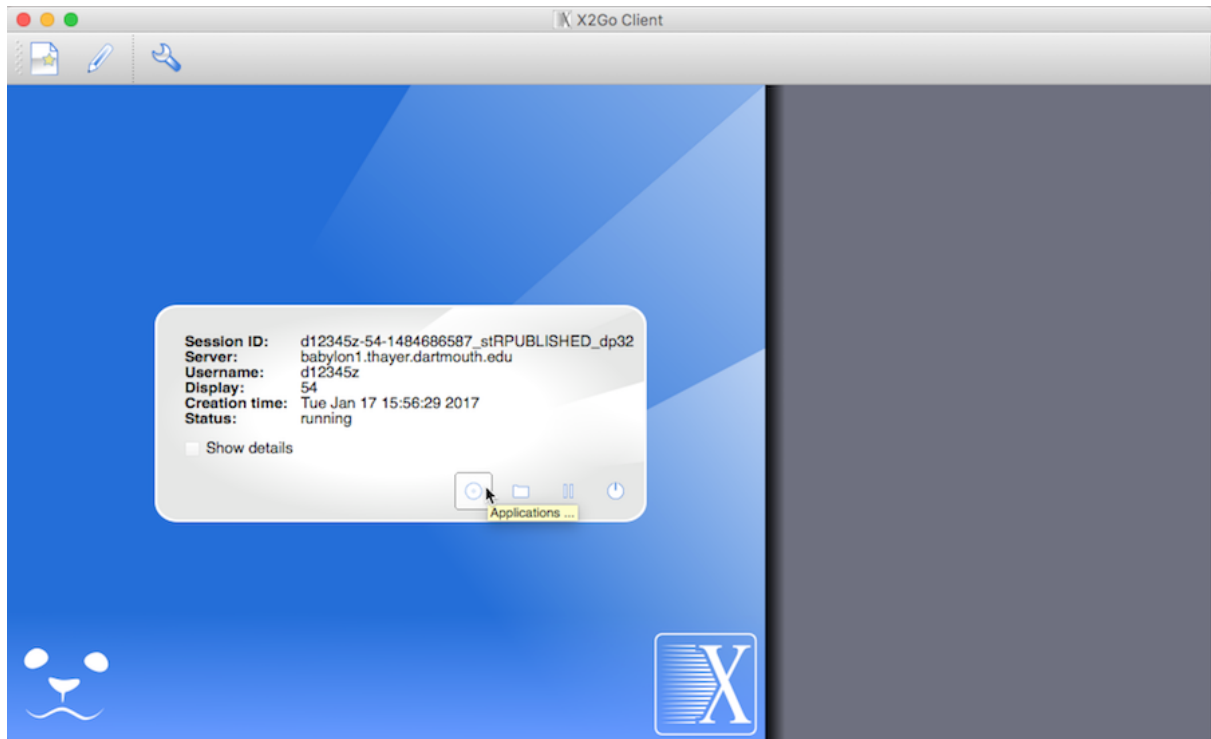 X2Go Client
Session ID: d12345z-54-1484686587_stRPUBLISHED_dp32
Server: babylon1.thayer.dartmouth.edu
Username: d12345z
Display: 54
Creation time: Tue Jan 17 15:56:29 2017
Status: running
Show details
Applications ...
X